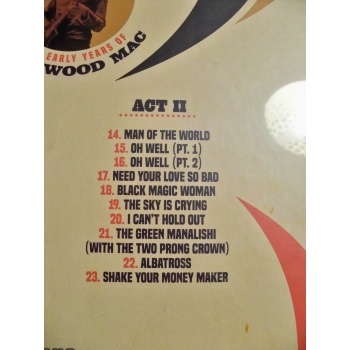 EARLY YEARS OF
WOOD MAC
ACT II
14. MAN OF THE WORLD
15. OH WELL (PT. 1)
16. OH WELL (PT. 2)
17. NEED YOUR LOVE SO BAD
18. BLACK MAGIC WOMAN
19. THE SKY IS CRYING
20. I CAN'T HOLD OUT
21. THE GREEN MANALISHI
(WITH THE TWO PRONG CROWN)
22. ALBATROSS
23. SHAKE YOUR MONEY MAKER